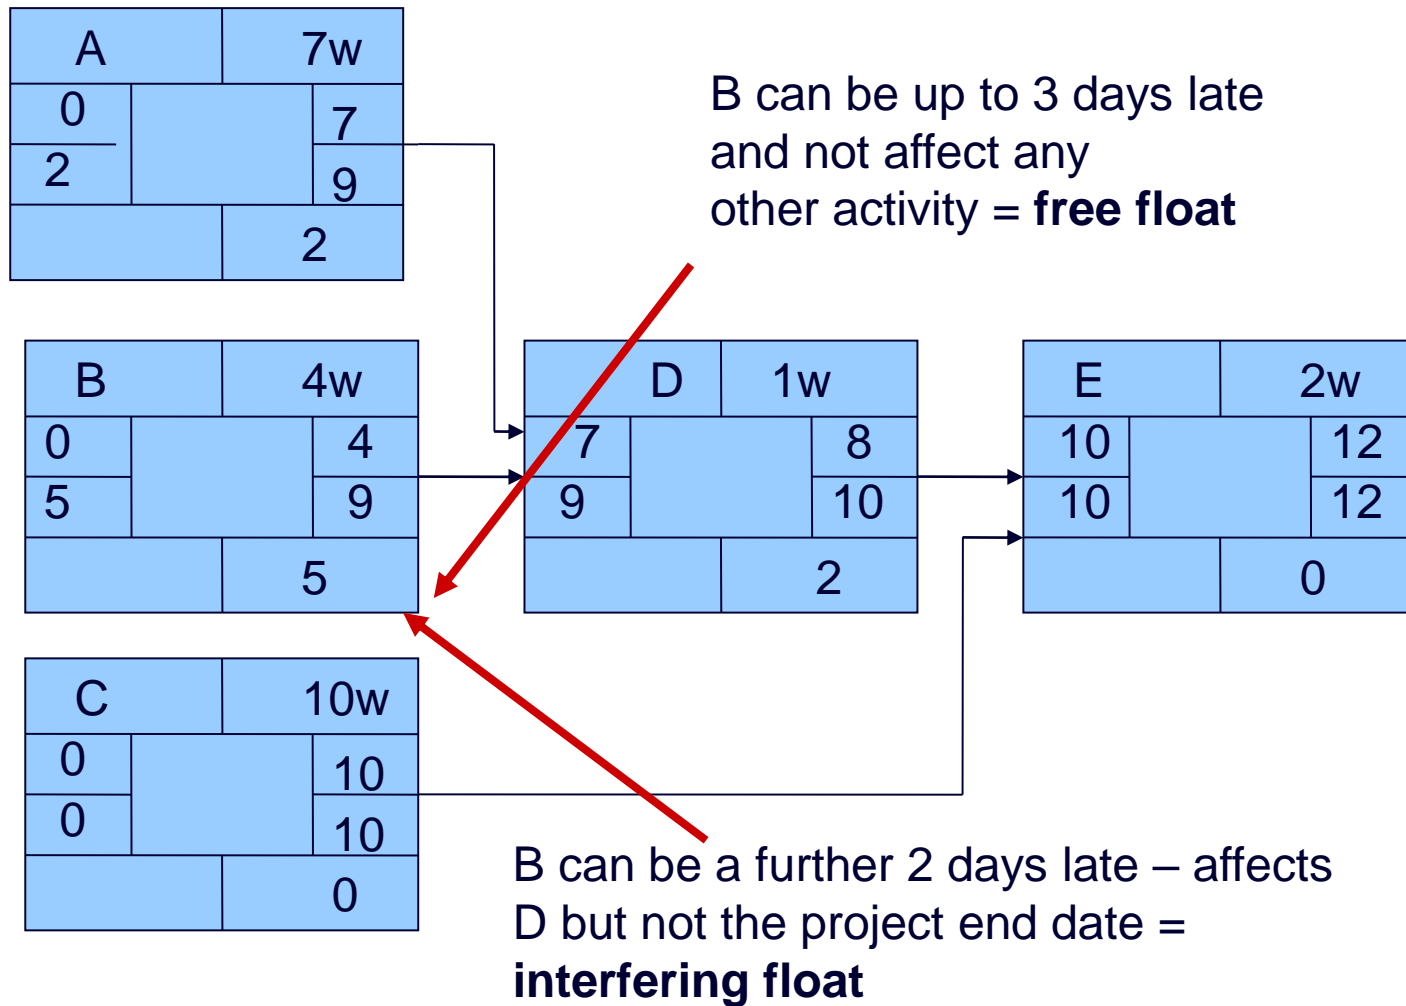 A 7w
0 7
2 9
2
B can be up to 3 days late
and not affect any
other activity = free float
B 4w
0 4
5 9
5
D 1w
7 8
9 10
2
E 2w
10 12
10 12
0
C 10w
0 10
0 10
0
B can be a further 2 days late – affects
D but not the project end date =
interfering float